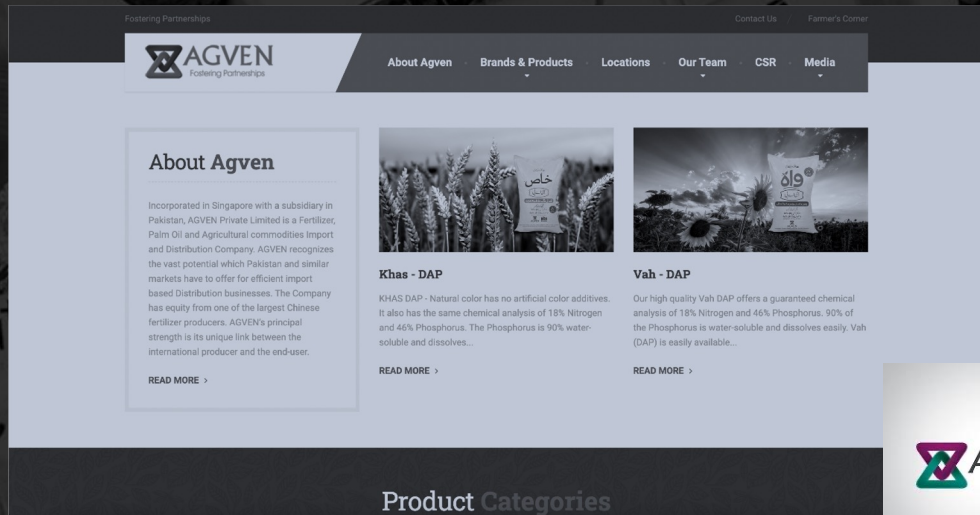 Fostering Partnerships
Contact Us / Farmer's Corner
AGVEN
Fostering Partnerships
About Agven
Brands & Products
Locations
Our Team
CSR
Media
About Agven
Incorporated in Singapore with a subsidiary in
Pakistan, AGVEN Private Limited is a Fertilizer,
Palm Oil and Agricultural commodities Import
and Distribution Company. AGVEN recognizes
the vast potential which Pakistan and similar
markets have to offer for efficient import
based Distribution businesses. The Company
has equity from one of the largest Chinese
fertilizer producers. AGVEN's principal
strength is its unique link between the
international producer and the end-user.
READ MORE >
خاص
Khas - DAP
KHAS DAP - Natural color has no artificial color additives.
It also has the same chemical analysis of 18% Nitrogen
and 46% Phosphorus. The Phosphorus is 90% water-
soluble and dissolves...
READ MORE >
واہ
Vah - DAP
Our high quality Vah DAP offers a guaranteed chemical
analysis of 18% Nitrogen and 46% Phosphorus. 90% of
the Phosphorus is water-soluble and dissolves easily. Vah
(DAP) is easily available...
READ MORE >
Product Categories
A